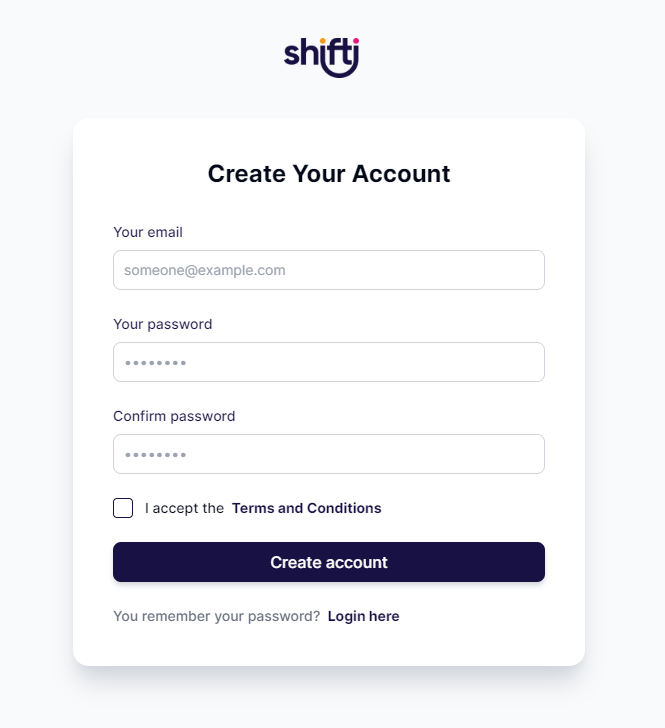 shifti
Create Your Account
Your email
someone@example.com
Your password
••••••••
Confirm password
••••••••
I accept the Terms and Conditions
Create account
You remember your password? Login here